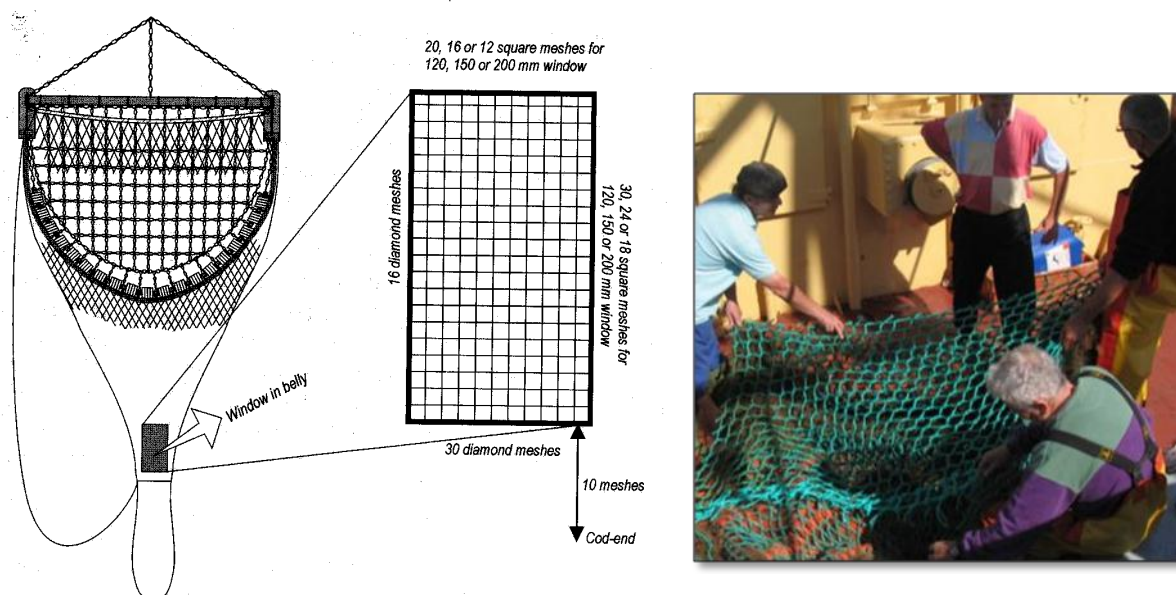 20, 16 or 12 square meshes for
120, 150 or 200 mm window
16 diamond meshes
30, 24 or 18 square meshes for
120, 150 or 200 mm window
Window in belly
30 diamond meshes
10 meshes
Cod-end